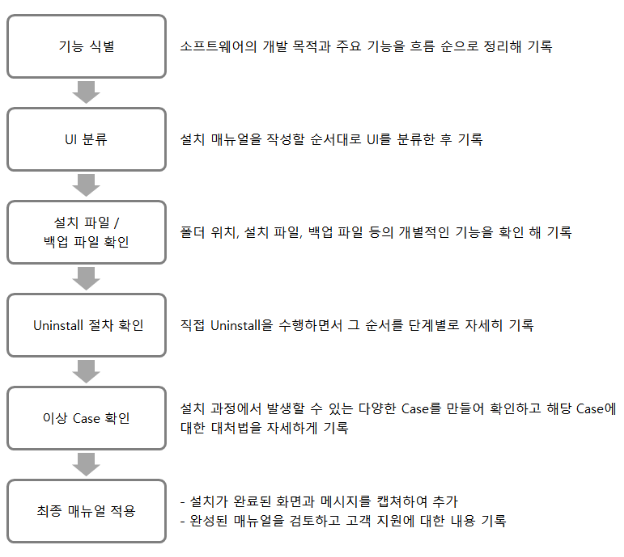 기능 식별
소프트웨어의 개발 목적과 주요 기능을 흐름 순으로 정리해 기록
UI 분류
설치 매뉴얼을 작성할 순서대로 UI를 분류한 후 기록
설치 파일 /
백업 파일 확인
폴더 위치, 설치 파일, 백업 파일 등의 개별적인 기능을 확인 해 기록
Uninstall 절차 확인
직접 Uninstall을 수행하면서 그 순서를 단계별로 자세히 기록
이상 Case 확인
설치 과정에서 발생할 수 있는 다양한 Case를 만들어 확인하고 해당 Case에
대한 대처법을 자세하게 기록
최종 매뉴얼 적용
- 설치가 완료된 화면과 메시지를 캡쳐하여 추가
- 완성된 매뉴얼을 검토하고 고객 지원에 대한 내용 기록